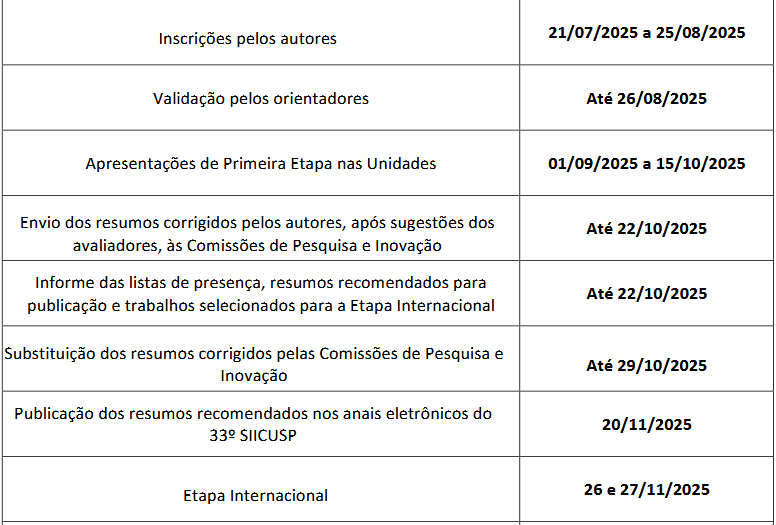 Inscrições pelos autores
21/07/2025 a 25/08/2025
Validação pelos orientadores
Até 26/08/2025
Apresentações de Primeira Etapa nas Unidades
01/09/2025 a 15/10/2025
Envio dos resumos corrigidos pelos autores, após sugestões dos
avaliadores, às Comissões de Pesquisa e Inovação
Até 22/10/2025
Informe das listas de presença, resumos recomendados para
publicação e trabalhos selecionados para a Etapa Internacional
Até 22/10/2025
Substituição dos resumos corrigidos pelas Comissões de Pesquisa e
Inovação
Até 29/10/2025
Publicação dos resumos recomendados nos anais eletrônicos do
33º SIICUSP
20/11/2025
Etapa Internacional
26 e 27/11/2025